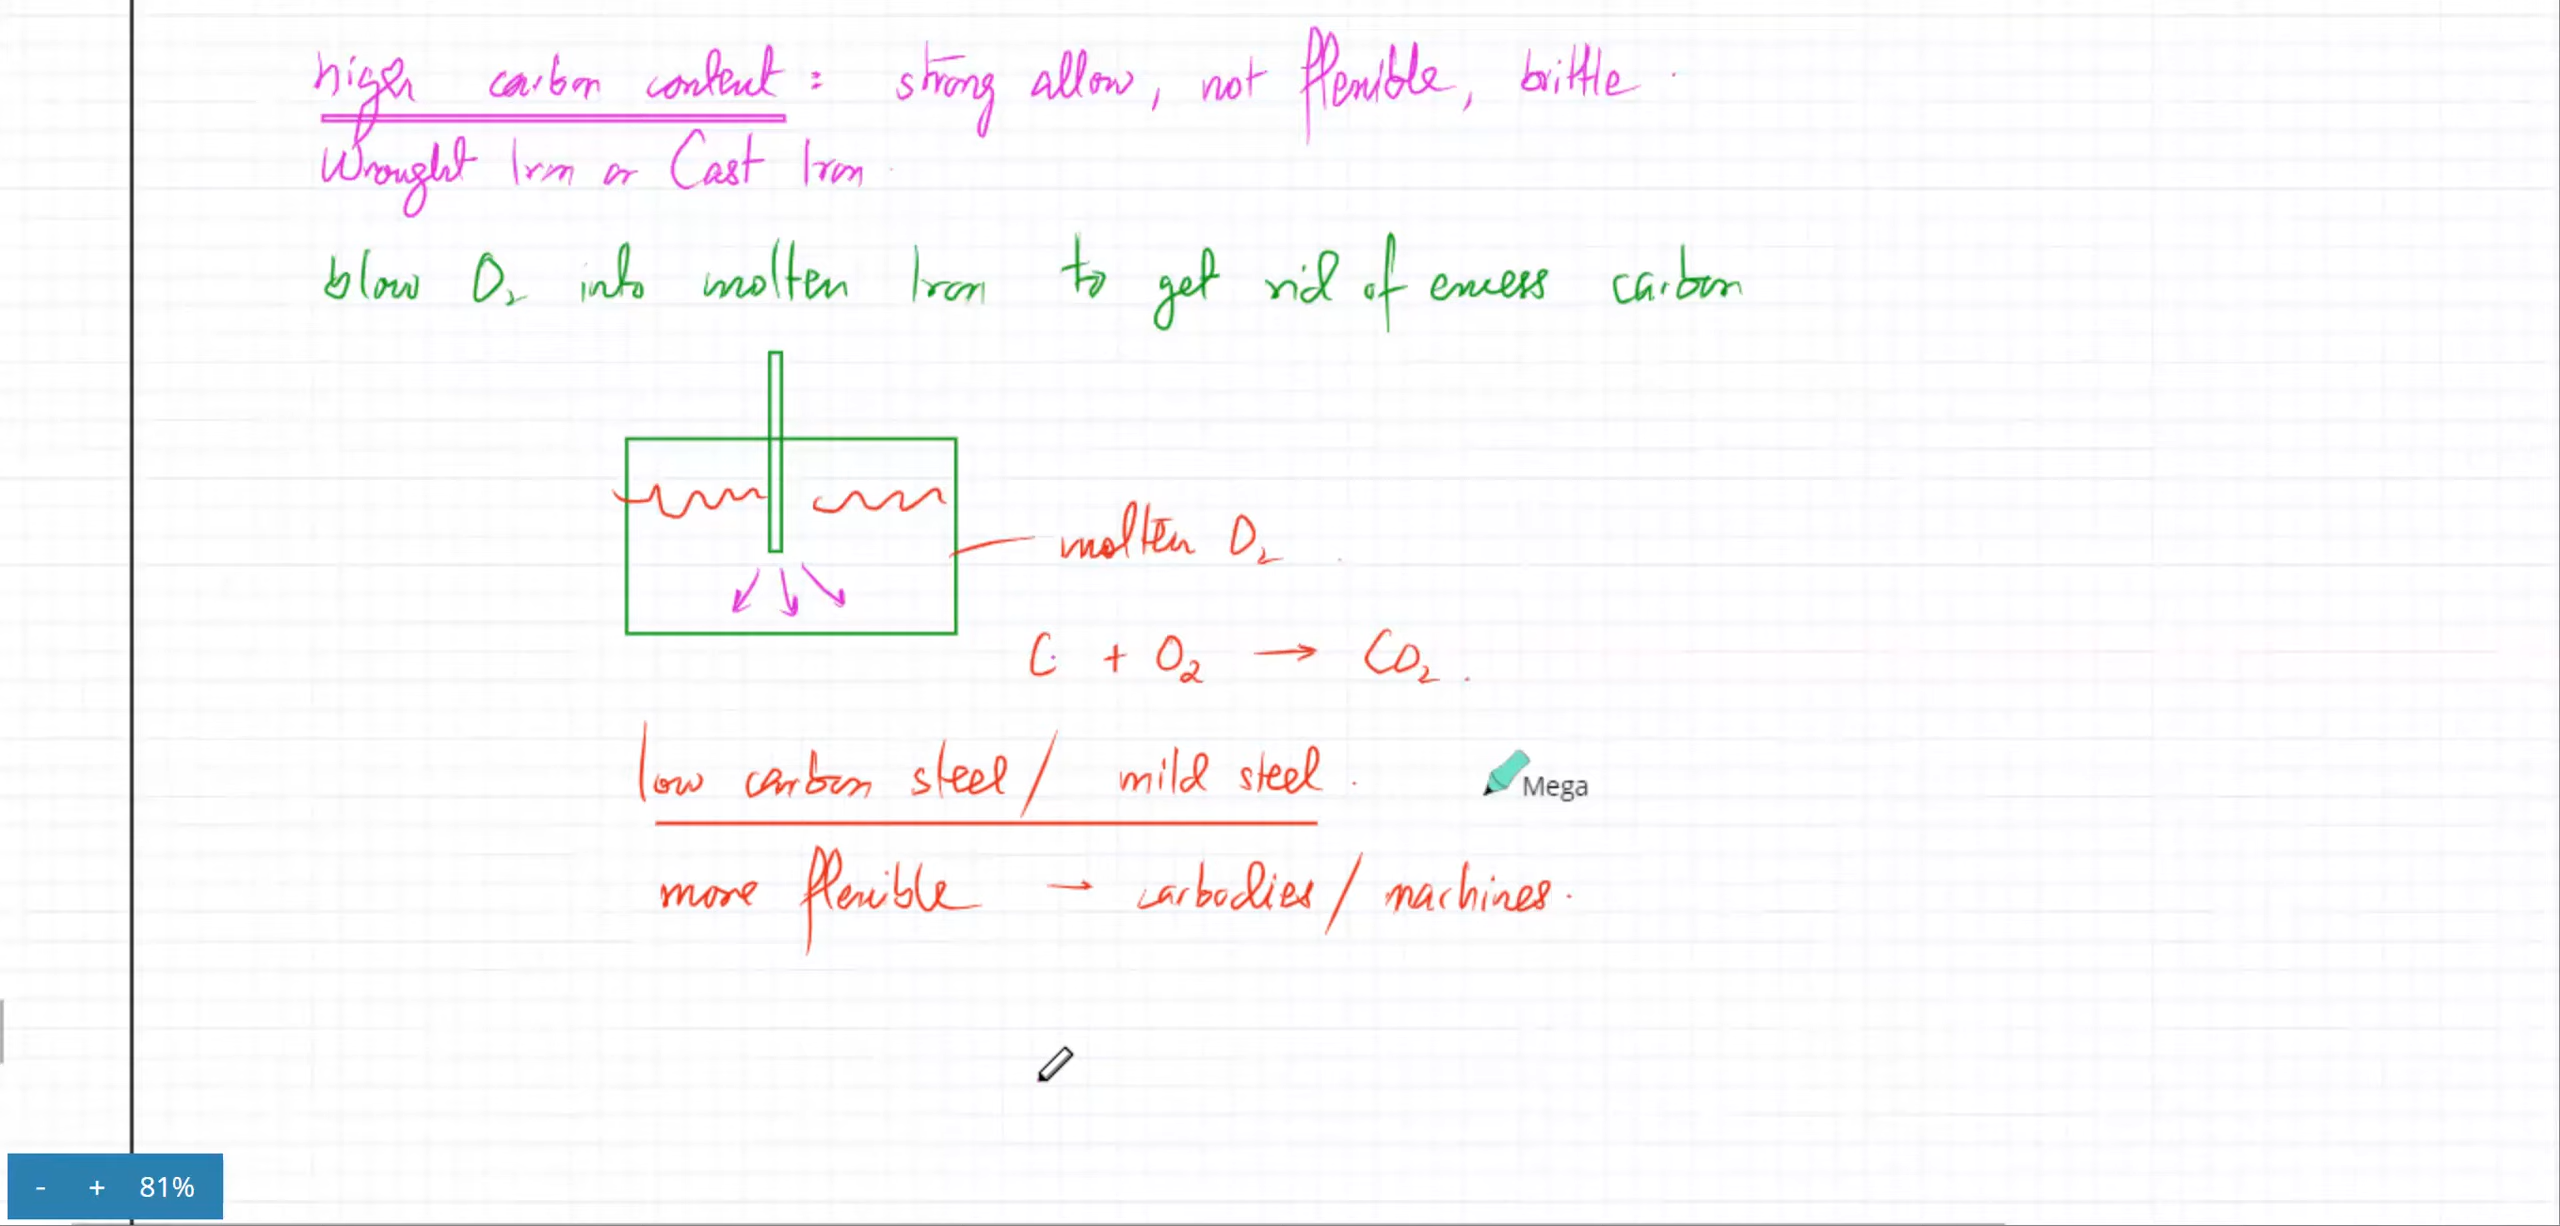 higer carbon content : strong allow, not flexible, brittle.
Wrought Iron or Cast Iron.
blow O₂ into molten Iron to get rid of excess carbon
molten O₂.
C + O₂ → CO₂.
low carbon steel / mild steel.
Mega
more flexible → carbodies / machines.
- + 81%